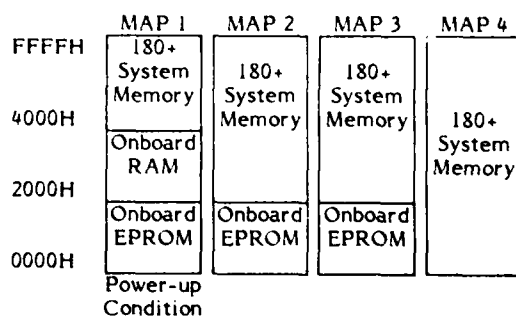 MAP 1 MAP 2 MAP 3 MAP 4
FFFFH
180+
System
Memory
180+
System
Memory
180+
System
Memory
180+
System
Memory
4000H
Onboard
RAM
2000H
Onboard
EPROM
Onboard
EPROM
Onboard
EPROM
0000H
Power-up
Condition